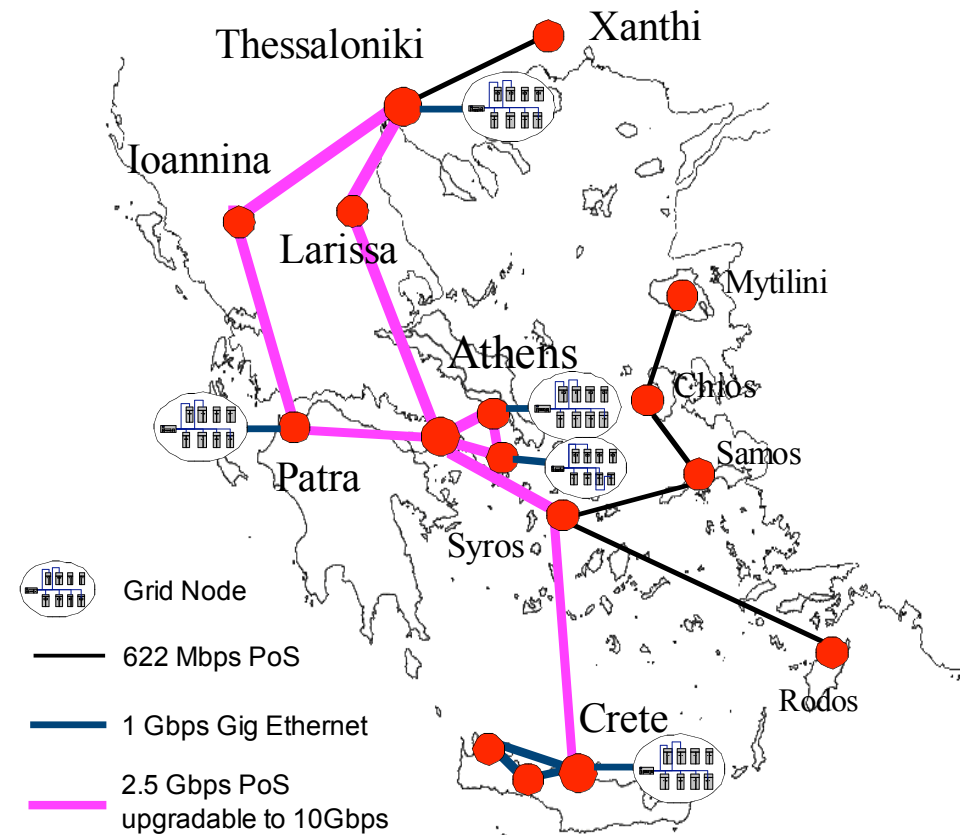 Xanthi
Thessaloniki
Ioannina
Larissa
Mytilini
Athens
Chios
Samos
Patra
Syros
Grid Node
622 Mbps PoS
Rodos
Crete
1 Gbps Gig Ethernet
2.5 Gbps PoS
upgradable to 10Gbps